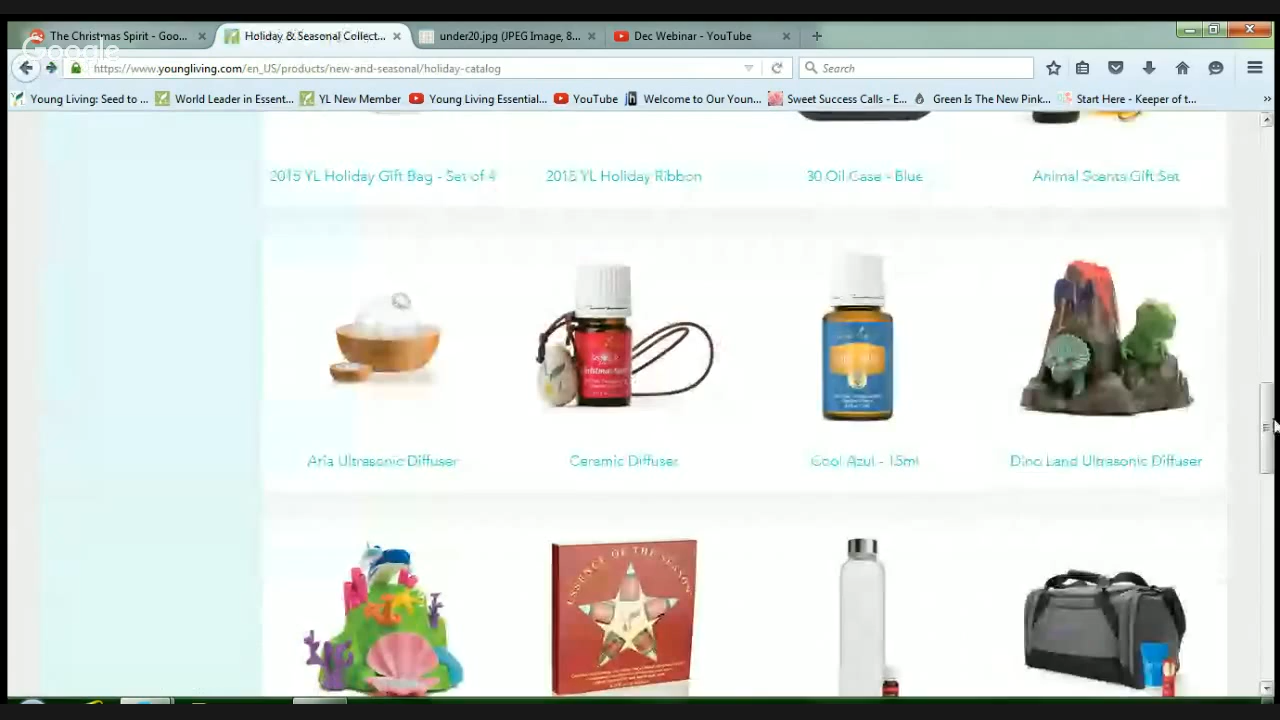 The Christmas Spirit - Goo...
Holiday & Seasonal Collect...
under20.jpg (JPEG Image, 8...
Dec Webinar - YouTube
Google
https://www.youngliving.com/en_US/products/new-and-seasonal/holiday-catalog
Search
Young Living: Seed to ...
World Leader in Essent...
YL New Member
Young Living Essential...
YouTube
Welcome to Our Youn...
Sweet Success Calls - E...
Green Is The New Pink...
Start Here - Keeper of t...
2015 YL Holiday Gift Bag - Set of 4
2015 YL Holiday Ribbon
30 Oil Case - Blue
Animal Scents Gift Set
Aria Ultrasonic Diffuser
Ceramic Diffuser
Cool Azul - 15ml
Dino Land Ultrasonic Diffuser
ESSENCE OF THE SEASON